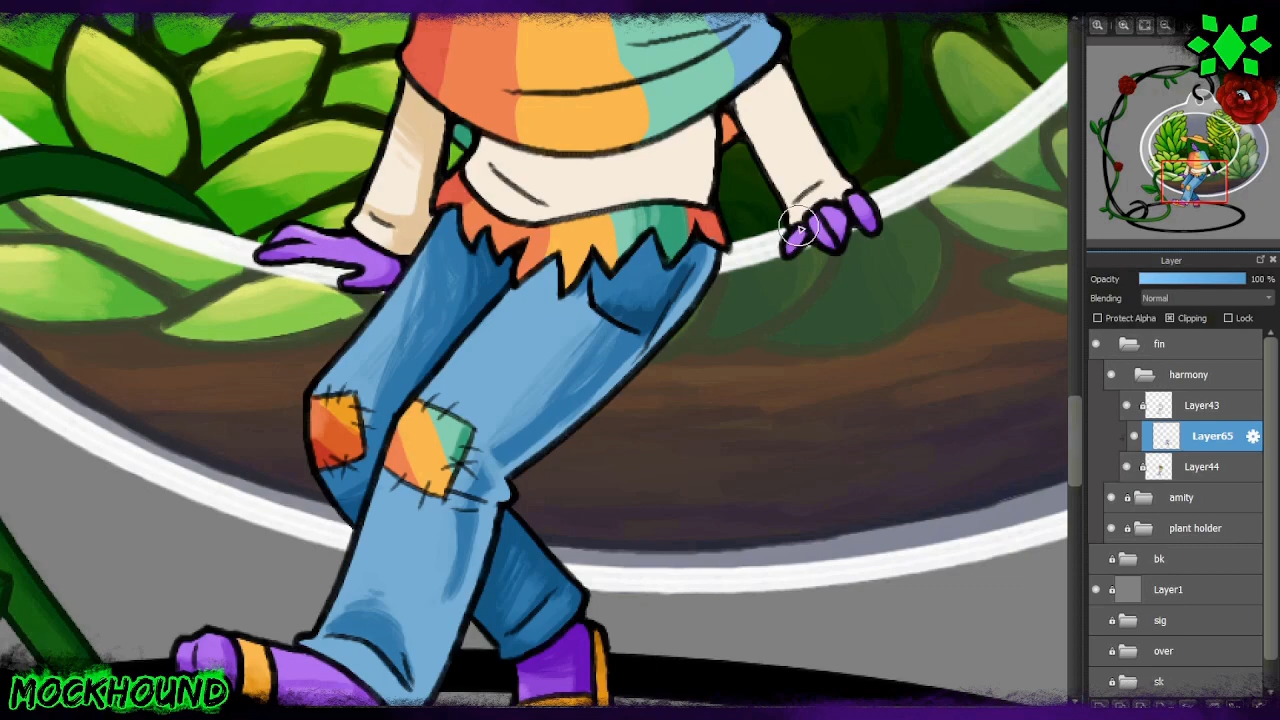 Layer
Opacity 100 %
Blending Normal
Protect Alpha Clipping Lock
fin
harmony
Layer43
Layer65
Layer44
amity
plant holder
bk
Layer1
sig
over
sk
MOCKHOUND